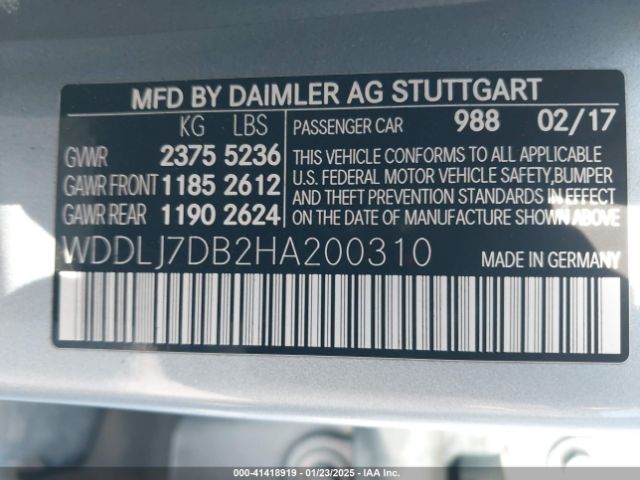 MFD BY DAIMLER AG STUTTGART
KG LBS
GVWR 2375 5236
GAWR FRONT 1185 2612
GAWR REAR 1190 2624
PASSENGER CAR 988 02/17
THIS VEHICLE CONFORMS TO ALL APPLICABLE
U.S. FEDERAL MOTOR VEHICLE SAFETY, BUMPER
AND THEFT PREVENTION STANDARDS IN EFFECT
ON THE DATE OF MANUFACTURE SHOWN ABOVE
WDDLJ7DB2HA200310 MADE IN GERMANY
000-41418919 - 01/23/2025 - IAA Inc.